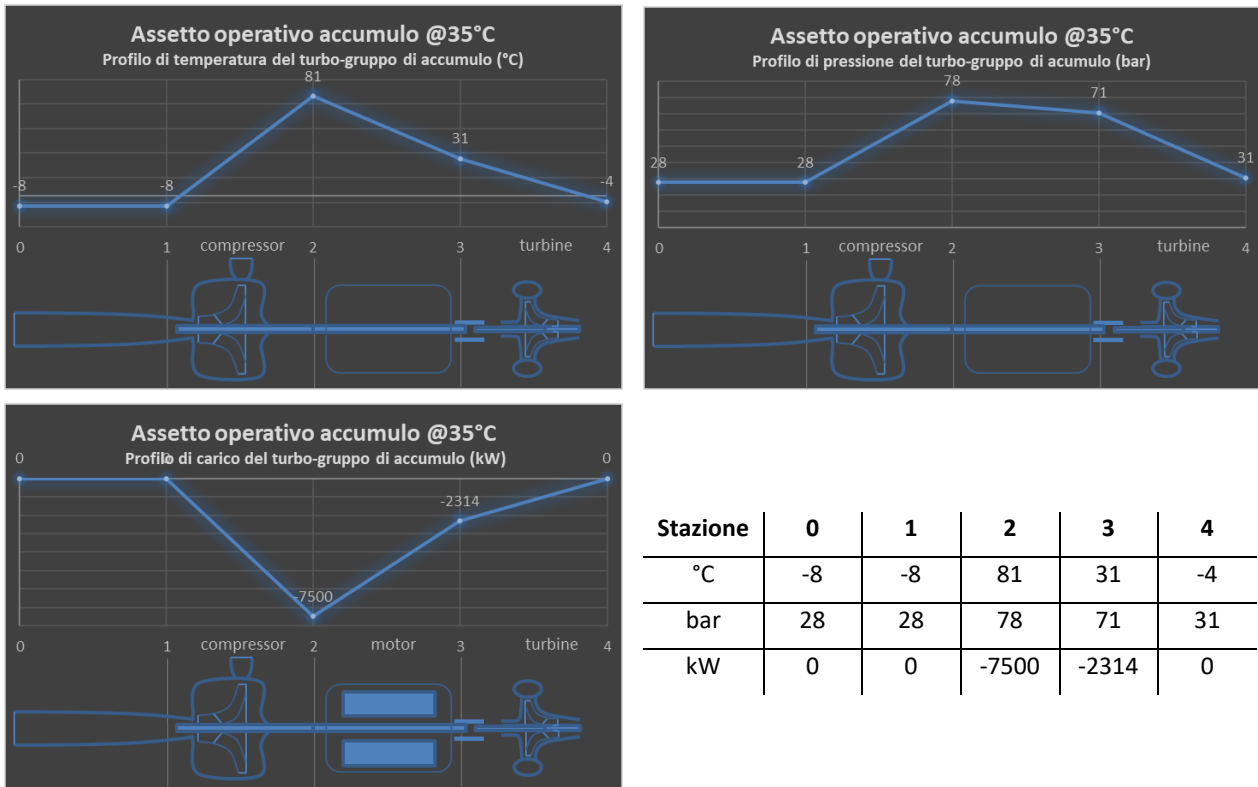 Assetto operativo accumulo @35°C
Profilo di temperatura del turbo-gruppo di accumulo (°C)
81
31
-8
-8
-4
0 1 compressor 2 3 turbine 4
Assetto operativo accumulo @35°C
Profilo di pressione del turbo-gruppo di acumulo (bar)
78
71
28
28
31
0 1 compressor 2 3 turbine 4
Assetto operativo accumulo @35°C
Profilo di carico del turbo-gruppo di accumulo (kW)
0 0 0
-2314
-7500
0 1 compressor 2 motor 3 turbine 4
Stazione 0 1 2 3 4
°C -8 -8 81 31 -4
bar 28 28 78 71 31
kW 0 0 -7500 -2314 0